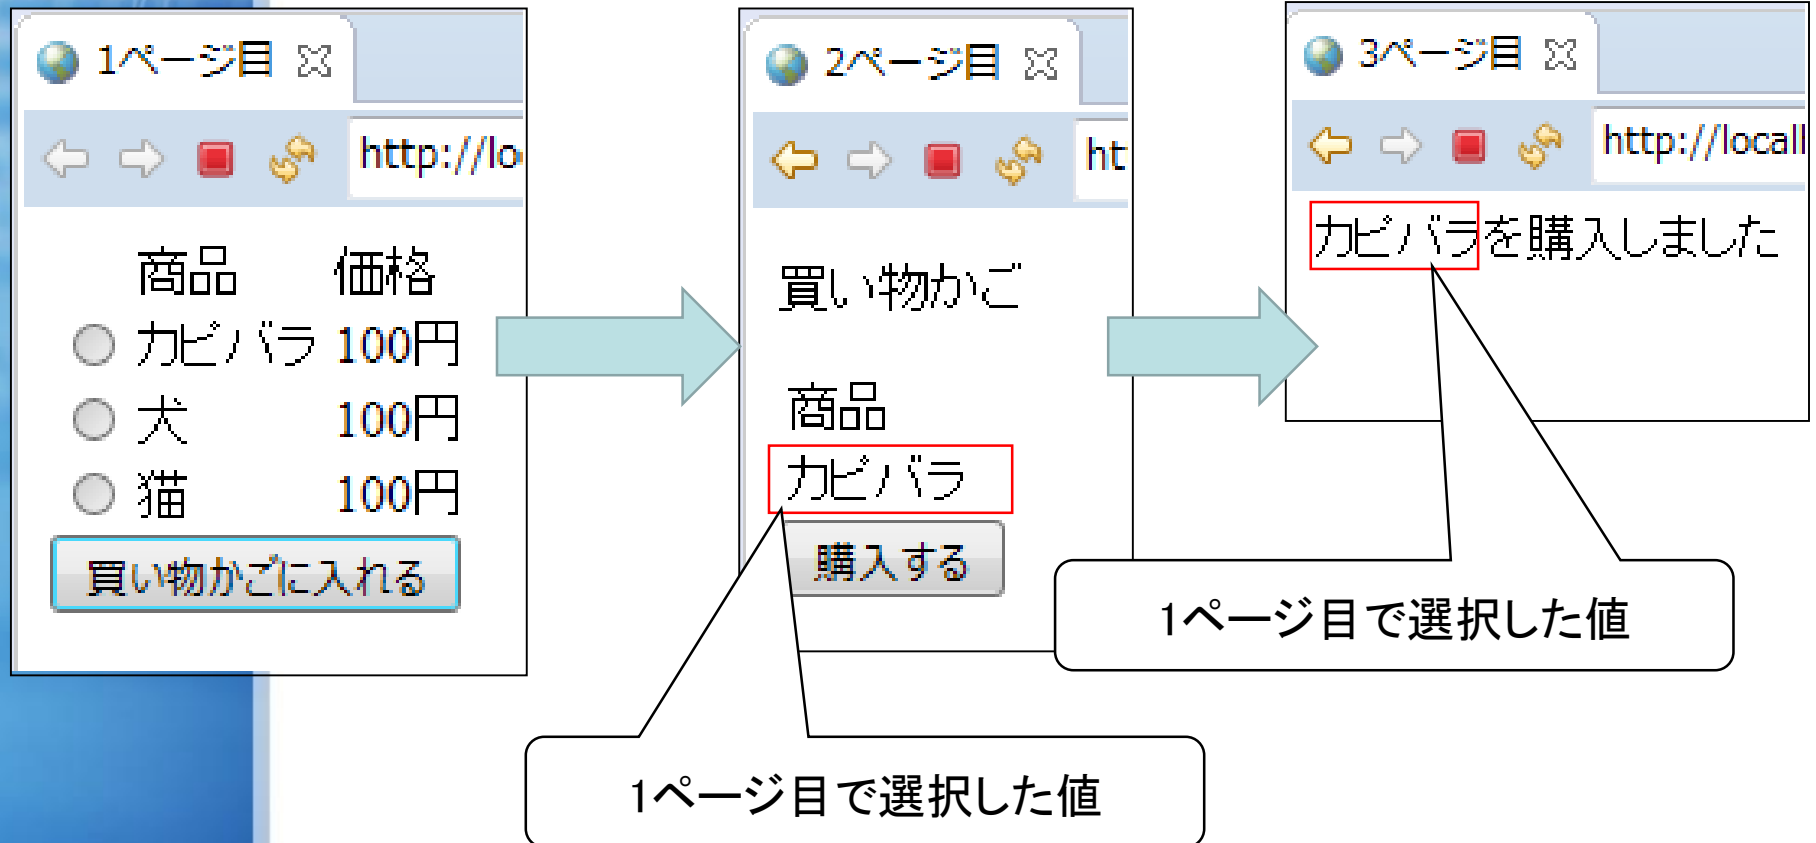 1ページ目
http://lo
商品 価格
カピバラ 100円
犬 100円
猫 100円
買い物かごに入れる
2ページ目
ht
買い物かご
商品
カピバラ
購入する
1ページ目で選択した値
3ページ目
http://locall
カピバラを購入しました
1ページ目で選択した値